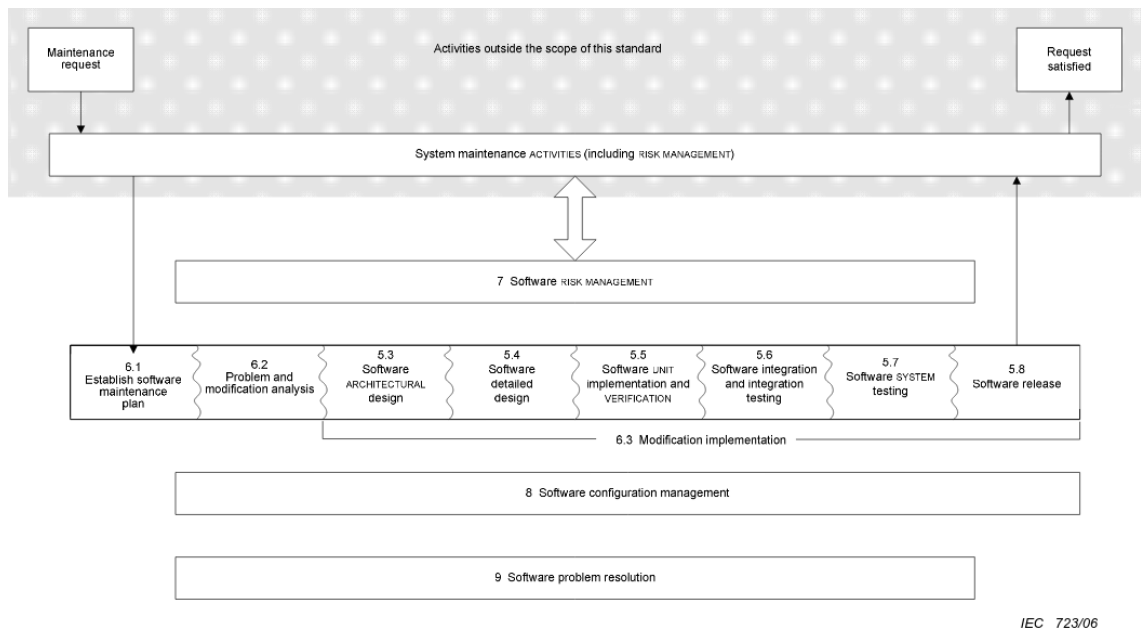 Maintenance
request
Activities outside the scope of this standard
Request
satisfied
System maintenance ACTIVITIES (including RISK MANAGEMENT)
7 Software RISK MANAGEMENT
6.1
Establish software
maintenance
plan
6.2
Problem and
modification analysis
5.3
Software
ARCHITECTURAL
design
5.4
Software
detailed
design
5.5
Software UNIT
implementation and
VERIFICATION
5.6
Software integration
and integration
testing
5.7
Software SYSTEM
testing
5.8
Software release
6.3 Modification implementation
8 Software configuration management
9 Software problem resolution
IEC 723/06